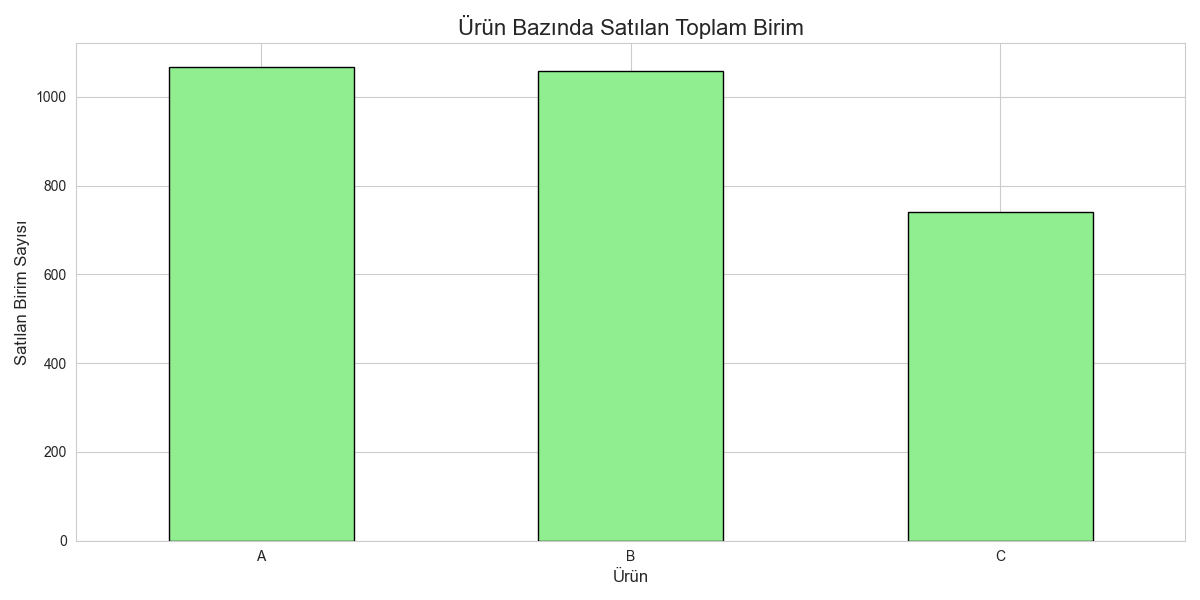 Ürün Bazında Satılan Toplam Birim
Satılan Birim Sayısı
1000
800
600
400
200
0
A
B
C
Ürün